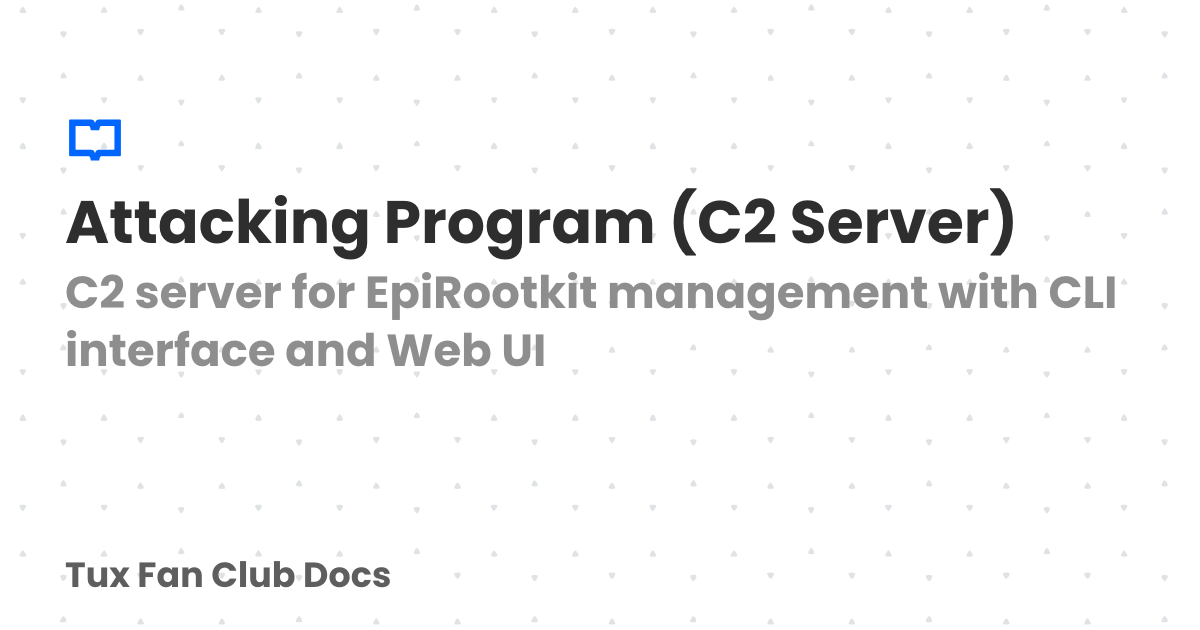 Attacking Program (C2 Server)
C2 server for EpiRootkit management with CLI
interface and Web UI
Tux Fan Club Docs